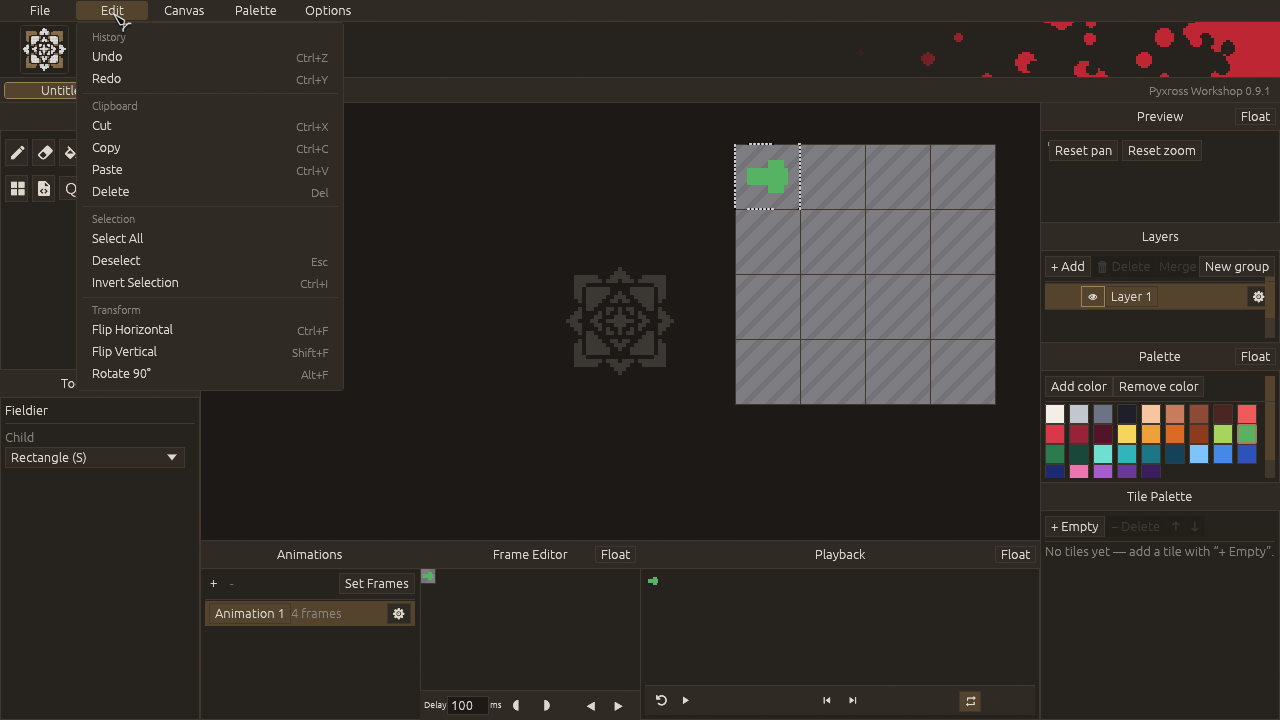 File Edit Canvas Palette Options
History
Undo Ctrl+Z
Redo Ctrl+Y
Clipboard
Cut Ctrl+X
Copy Ctrl+C
Paste Ctrl+V
Delete Del
Selection
Select All
Deselect Esc
Invert Selection Ctrl+I
Transform
Flip Horizontal Ctrl+F
Flip Vertical Shift+F
Rotate 90° Alt+F
Pyxross Workshop 0.9.1
Fieldier
Child
Rectangle (S)
Preview Float
Reset pan Reset zoom
Layers
+ Add Delete Merge New group
Layer 1
Palette Float
Add color Remove color
Tile Palette
+ Empty – Delete ↑ ↓
No tiles yet — add a tile with “+ Empty”.
Animations
+ - Set Frames
Animation 1 4 frames
Frame Editor Float
Delay 100 ms
Playback Float